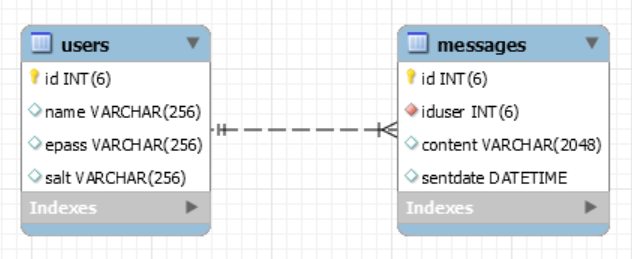 users
id INT(6)
name VARCHAR(256)
epass VARCHAR(256)
salt VARCHAR(256)
Indexes
messages
id INT(6)
iduser INT(6)
content VARCHAR(2048)
sentdate DATETIME
Indexes